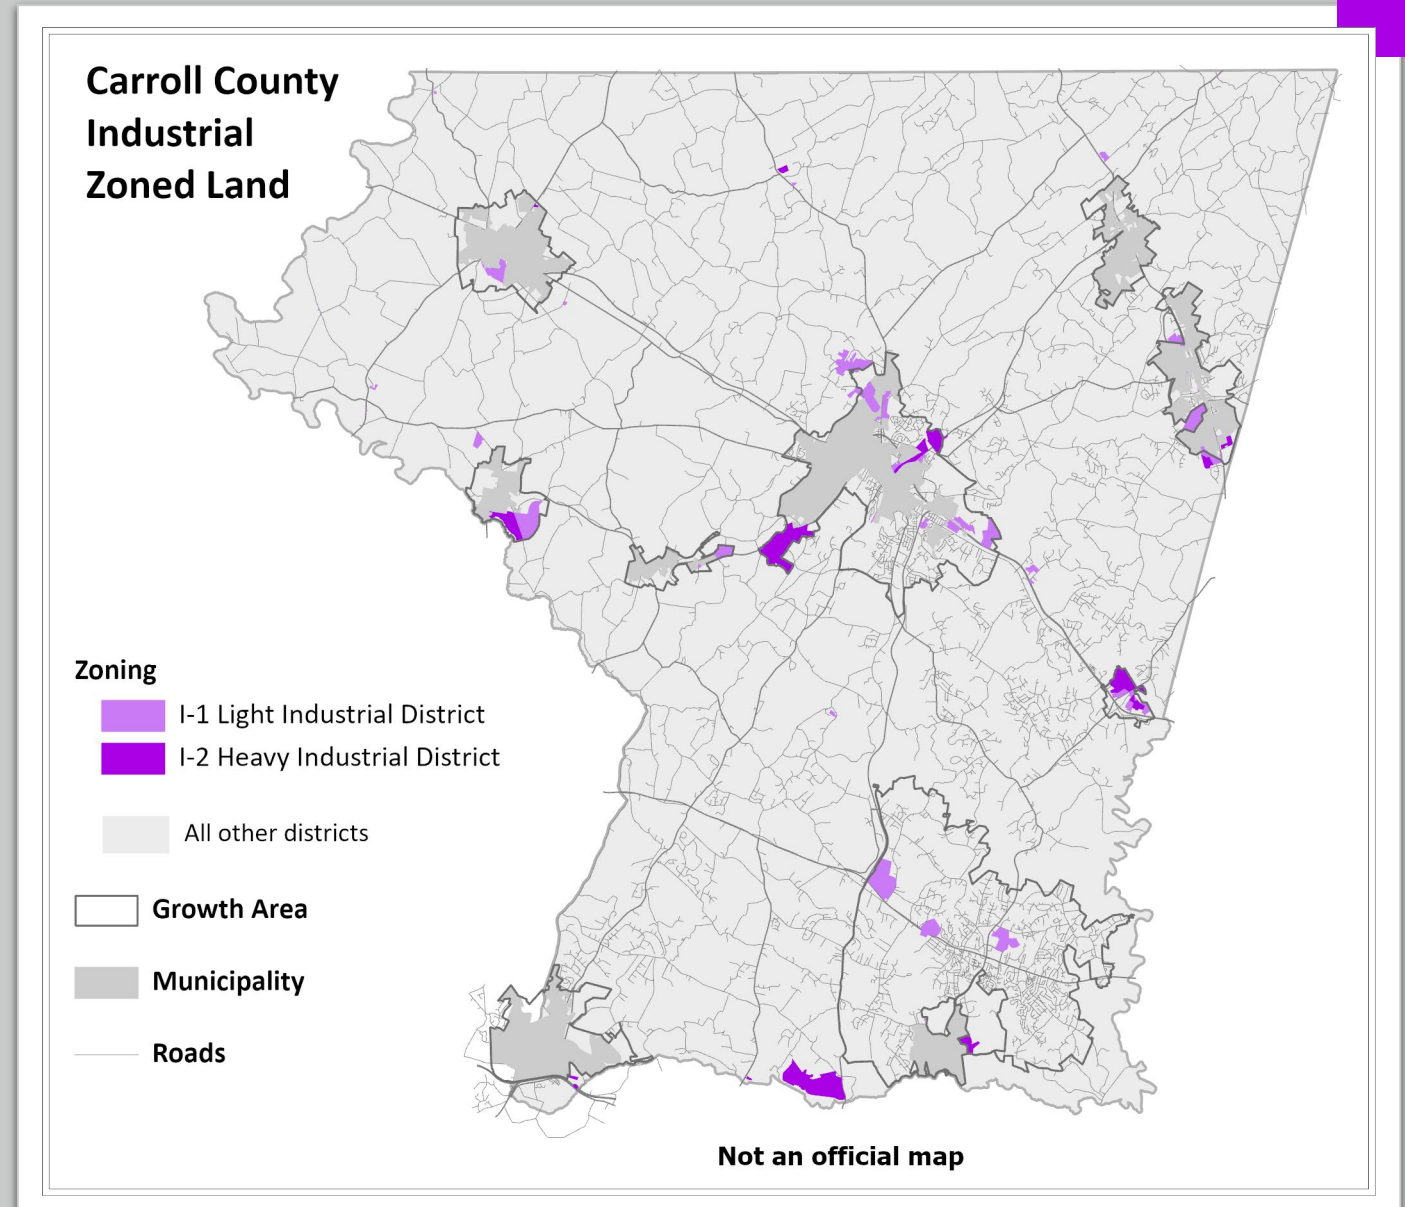 Carroll County
Industrial
Zoned Land
Zoning
I-1 Light Industrial District
I-2 Heavy Industrial District
All other districts
Growth Area
Municipality
Roads
Not an official map